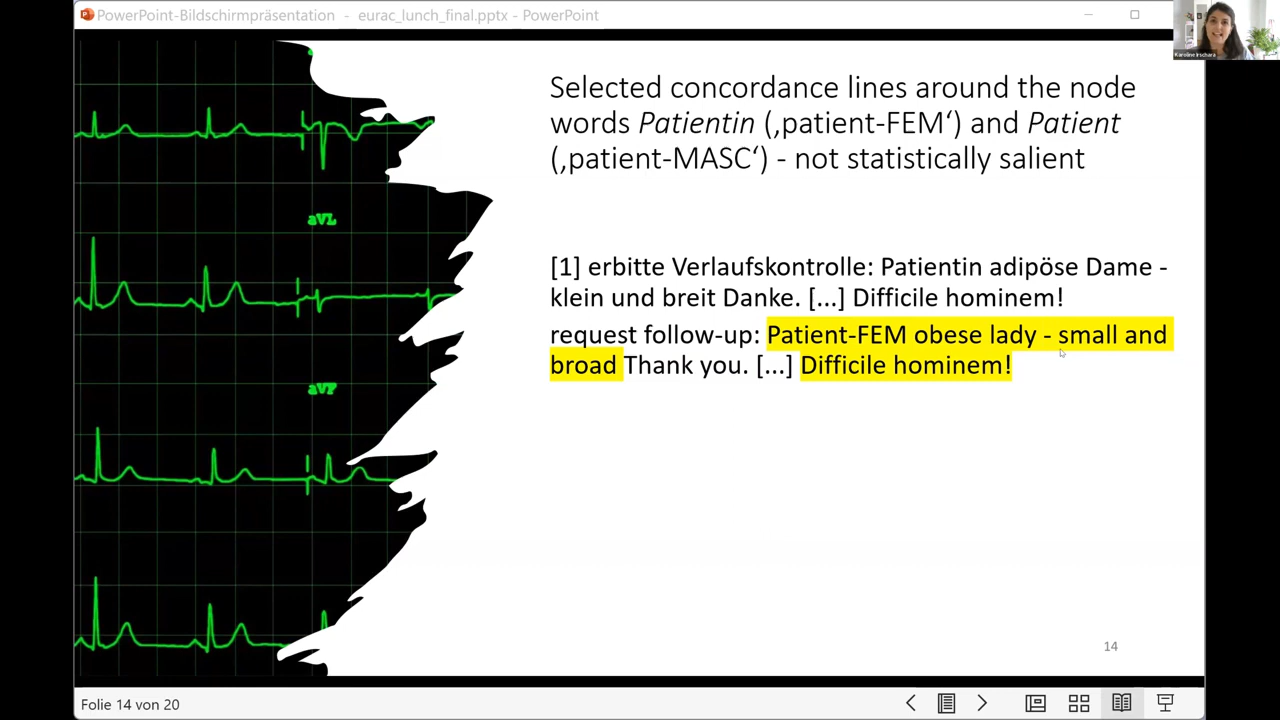 PowerPoint-Bildschirmpräsentation - eurac_lunch_final.pptx - PowerPoint
Karoline Irschara
Selected concordance lines around the node
words Patientin (‚patient-FEM‘) and Patient
(‚patient-MASC‘) - not statistically salient
aVL
[1] erbitte Verlaufskontrolle: Patientin adipöse Dame -
klein und breit Danke. [...] Difficile hominem!
request follow-up: Patient-FEM obese lady - small and
broad Thank you. [...] Difficile hominem!
aVF
14
Folie 14 von 20